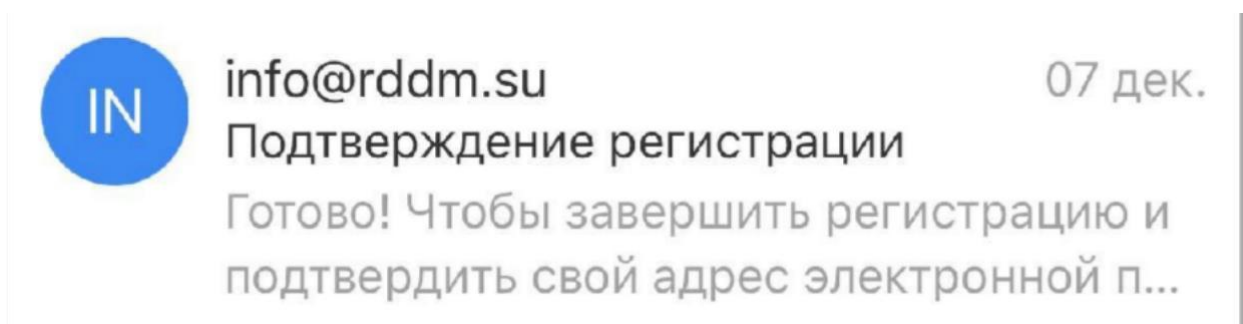 IN
info@rddm.su
07 дек.
Подтверждение регистрации
Готово! Чтобы завершить регистрацию и
подтвердить свой адрес электронной п...